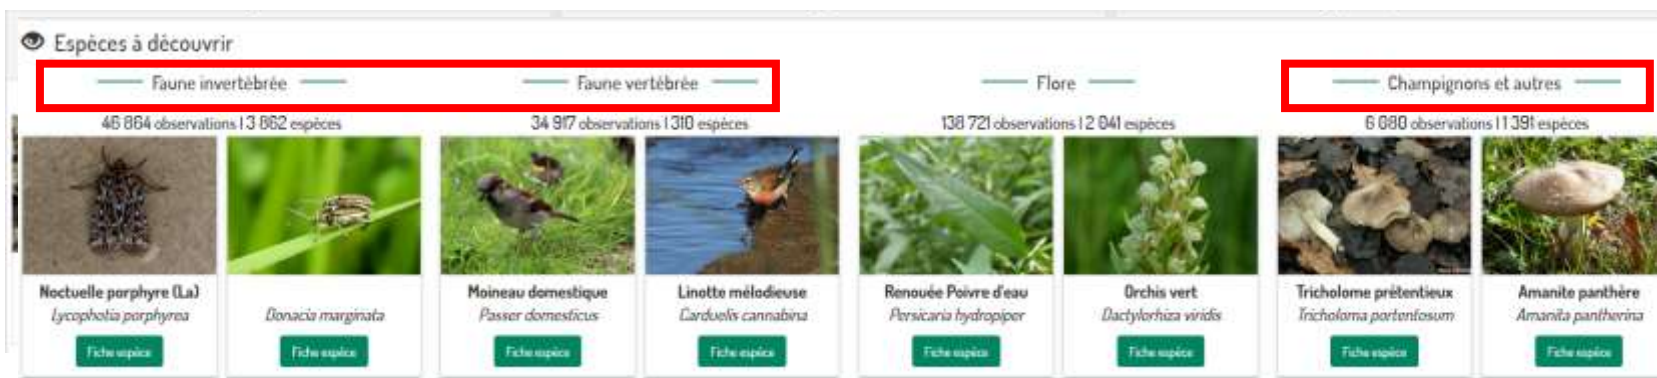 Espèces à découvrir
Faune invertébrée
Faune vertébrée
Flore
Champignons et autres
46 864 observations | 3 862 espèces
34 917 observations | 310 espèces
138 721 observations | 2 041 espèces
6 080 observations | 1 391 espèces
Noctuelle porphyre (La)
Moineau domestique
Linotte mélodieuse
Renouée Poivre d'eau
Orchis vert
Tricholome prétentieux
Amanite panthère
Lycophotia porphyrea
Donacia marginata
Passer domesticus
Carduelis cannabina
Persicaria hydropiper
Dactylorhiza viridis
Tricholoma portentosum
Amanita pantherina
Fiche espèce
Fiche espèce
Fiche espèce
Fiche espèce
Fiche espèce
Fiche espèce
Fiche espèce
Fiche espèce